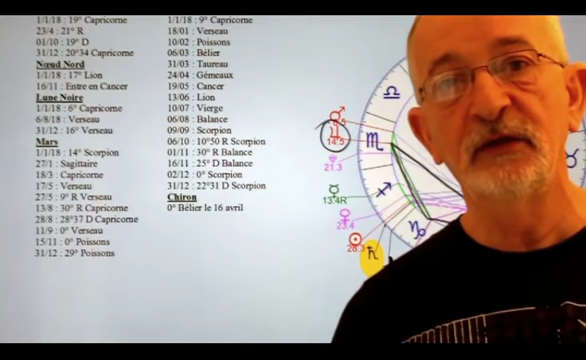 1/1/18 : 19° Capricorne
23/4 : 21° R
01/10 : 19° D
31/12 : 20°34 Capricorne
Nœud Nord
1/1/18 : 17° Lion
16/11 : Entre en Cancer
Lune Noire
1/1/18 : 6° Capricorne
6/8/18 : Verseau
31/12 : 16° Verseau
Mars
1/1/18 : 14° Scorpion
27/1 : Sagittaire
18/3 : Capricorne
17/5 : Verseau
27/5 : 9° R Verseau
13/8 : 30° R Capricorne
28/8 : 28°37 D Capricorne
11/9 : 0° Verseau
15/11 : 0° Poissons
31/12 : 29° Poissons
1/1/18 : 9° Capricorne
18/01 : Verseau
10/02 : Poissons
06/03 : Bélier
31/03 : Taureau
24/04 : Gémeaux
19/05 : Cancer
13/06 : Lion
10/07 : Vierge
06/08 : Balance
09/09 : Scorpion
06/10 : 10°50 R Scorpion
01/11 : 30° R Balance
16/11 : 25° D Balance
02/12 : 0° Scorpion
31/12 : 22°31 D Scorpion
Chiron
0° Bélier le 16 avril
14.5
21.3
13.4R
23.4
28.3